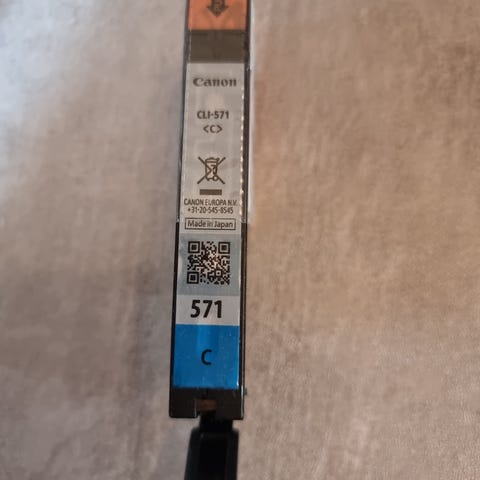 Canon
CLI-571
<C>
CANON EUROPA N.V.
+31-20-545-8545
Made in Japan
571
C